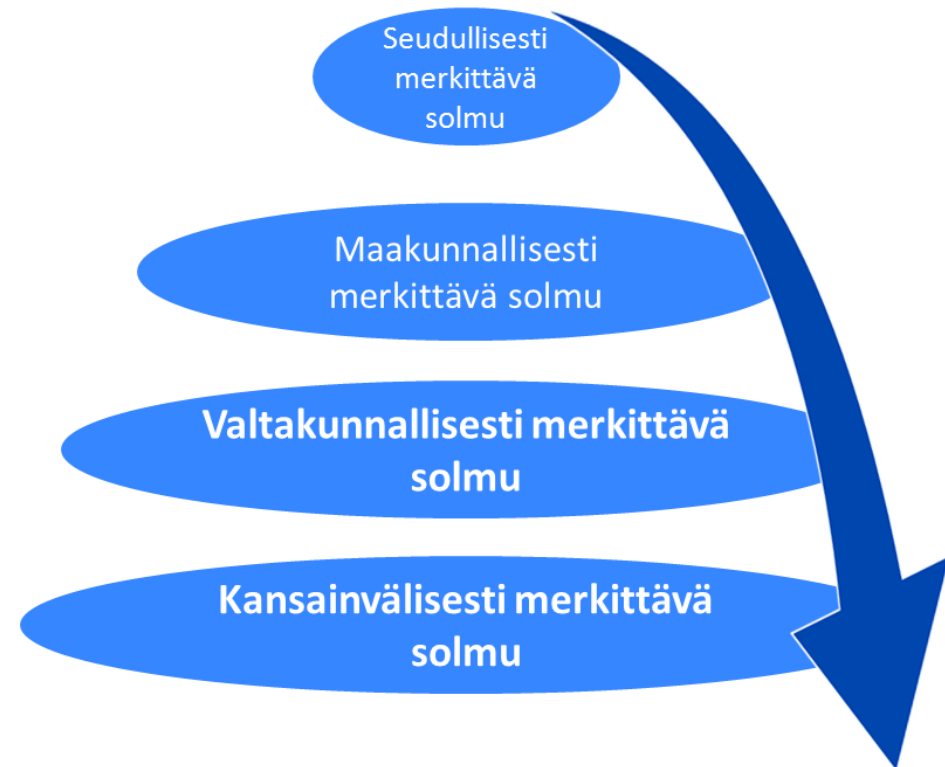 Seudullisesti
merkittävä
solmu
Maakunnallisesti
merkittävä solmu
Valtakunnallisesti merkittävä
solmu
Kansainvälisesti merkittävä
solmu